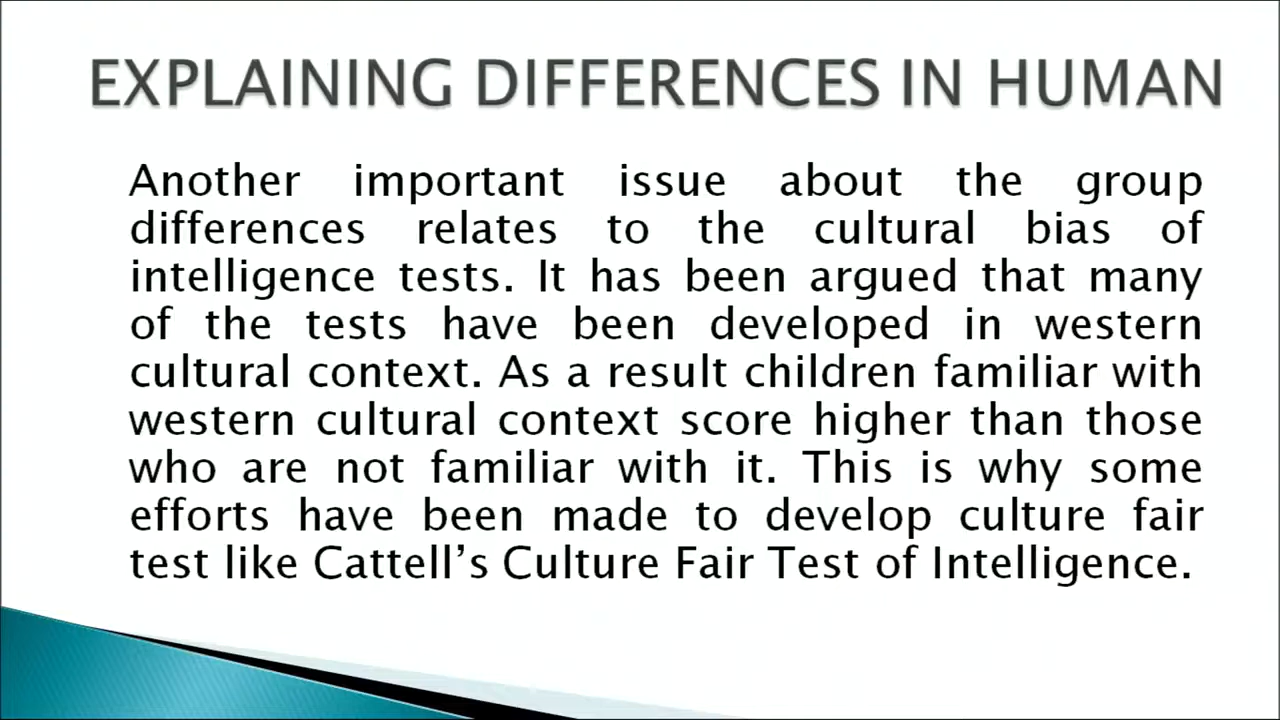 EXPLAINING DIFFERENCES IN HUMAN
Another important issue about the group
differences relates to the cultural bias of
intelligence tests. It has been argued that many
of the tests have been developed in western
cultural context. As a result children familiar with
western cultural context score higher than those
who are not familiar with it. This is why some
efforts have been made to develop culture fair
test like Cattell’s Culture Fair Test of Intelligence.